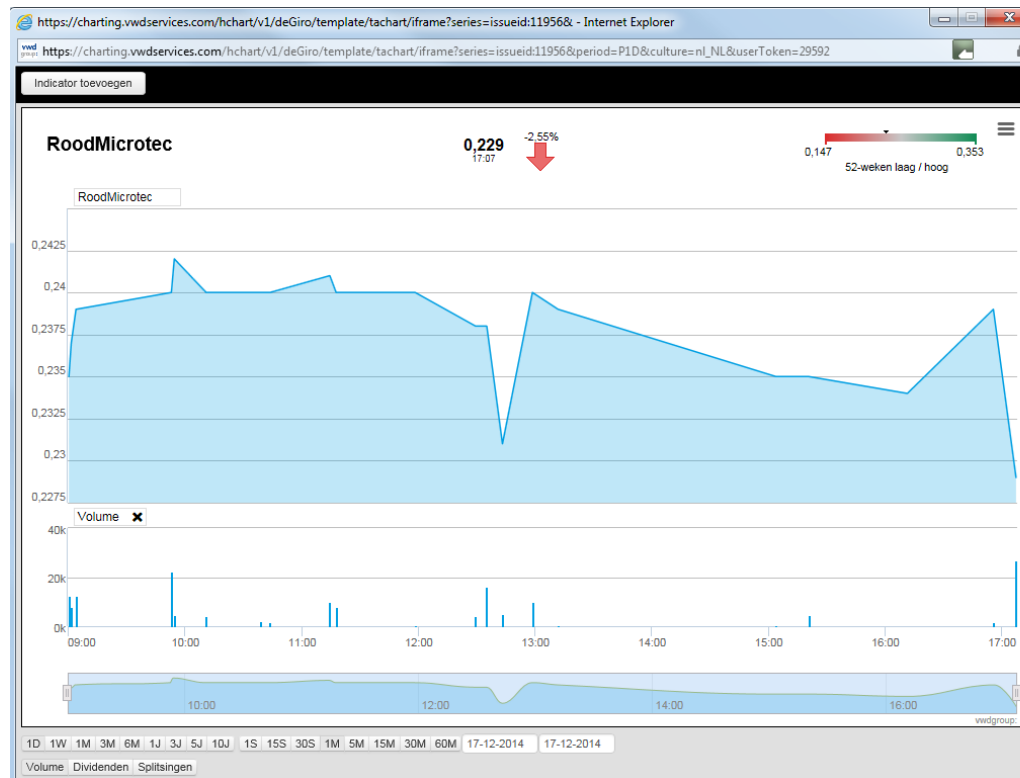 https://charting.vwdservices.com/hchart/v1/deGiro/template/tachart/iframe?series=issueid:11956& - Internet Explorer
vwd group: https://charting.vwdservices.com/hchart/v1/deGiro/template/tachart/iframe?series=issueid:11956&period=P1D&culture=nl_NL&userToken=29592
Indicator toevoegen
RoodMicrotec
0,229
17:07
-2,55%
0,147 0,353
52-weken laag / hoog
RoodMicrotec
0,2425
0,24
0,2375
0,235
0,2325
0,23
0,2275
Volume
40k
20k
0k
09:00 10:00 11:00 12:00 13:00 14:00 15:00 16:00 17:00
10:00 12:00 14:00 16:00
vwdgroup:
1D 1W 1M 3M 6M 1J 3J 5J 10J 1S 15S 30S 1M 5M 15M 30M 60M 17-12-2014 17-12-2014
Volume Dividenden Splitsingen